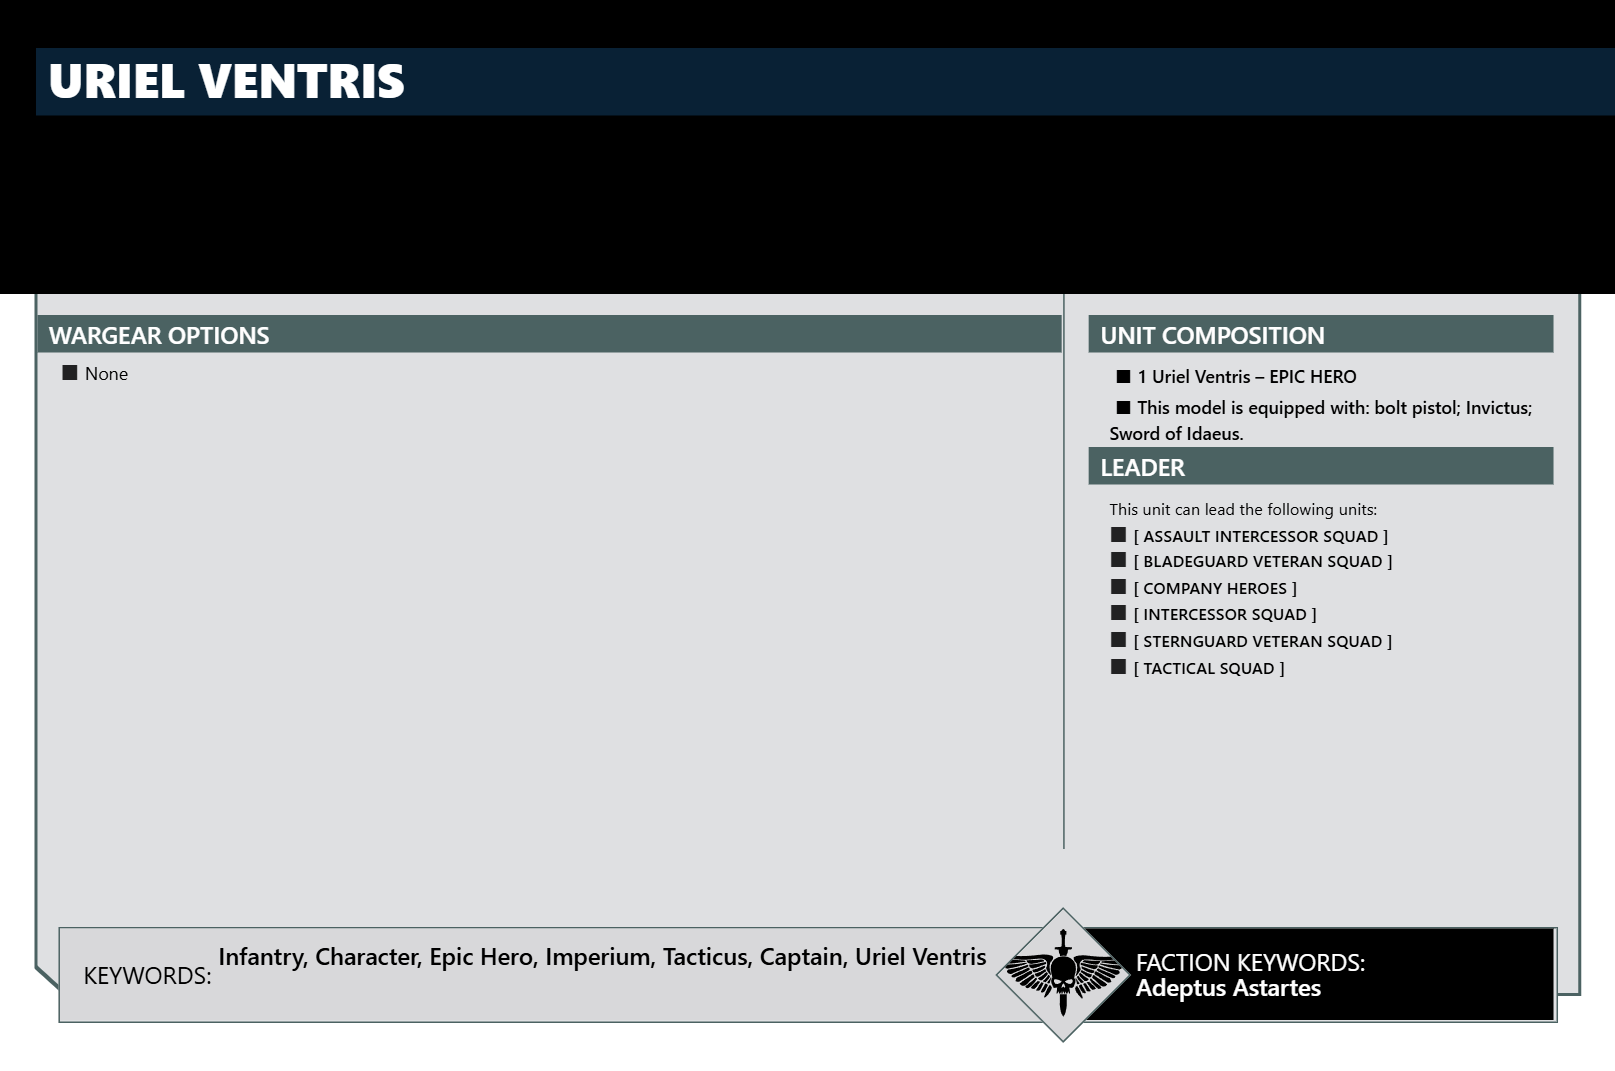 URIEL VENTRIS
WARGEAR OPTIONS
None
UNIT COMPOSITION
1 Uriel Ventris – EPIC HERO
This model is equipped with: bolt pistol; Invictus;
Sword of Idaeus.
LEADER
This unit can lead the following units:
[ ASSAULT INTERCESSOR SQUAD ]
[ BLADEGUARD VETERAN SQUAD ]
[ COMPANY HEROES ]
[ INTERCESSOR SQUAD ]
[ STERNGUARD VETERAN SQUAD ]
[ TACTICAL SQUAD ]
KEYWORDS: Infantry, Character, Epic Hero, Imperium, Tacticus, Captain, Uriel Ventris
FACTION KEYWORDS:
Adeptus Astartes